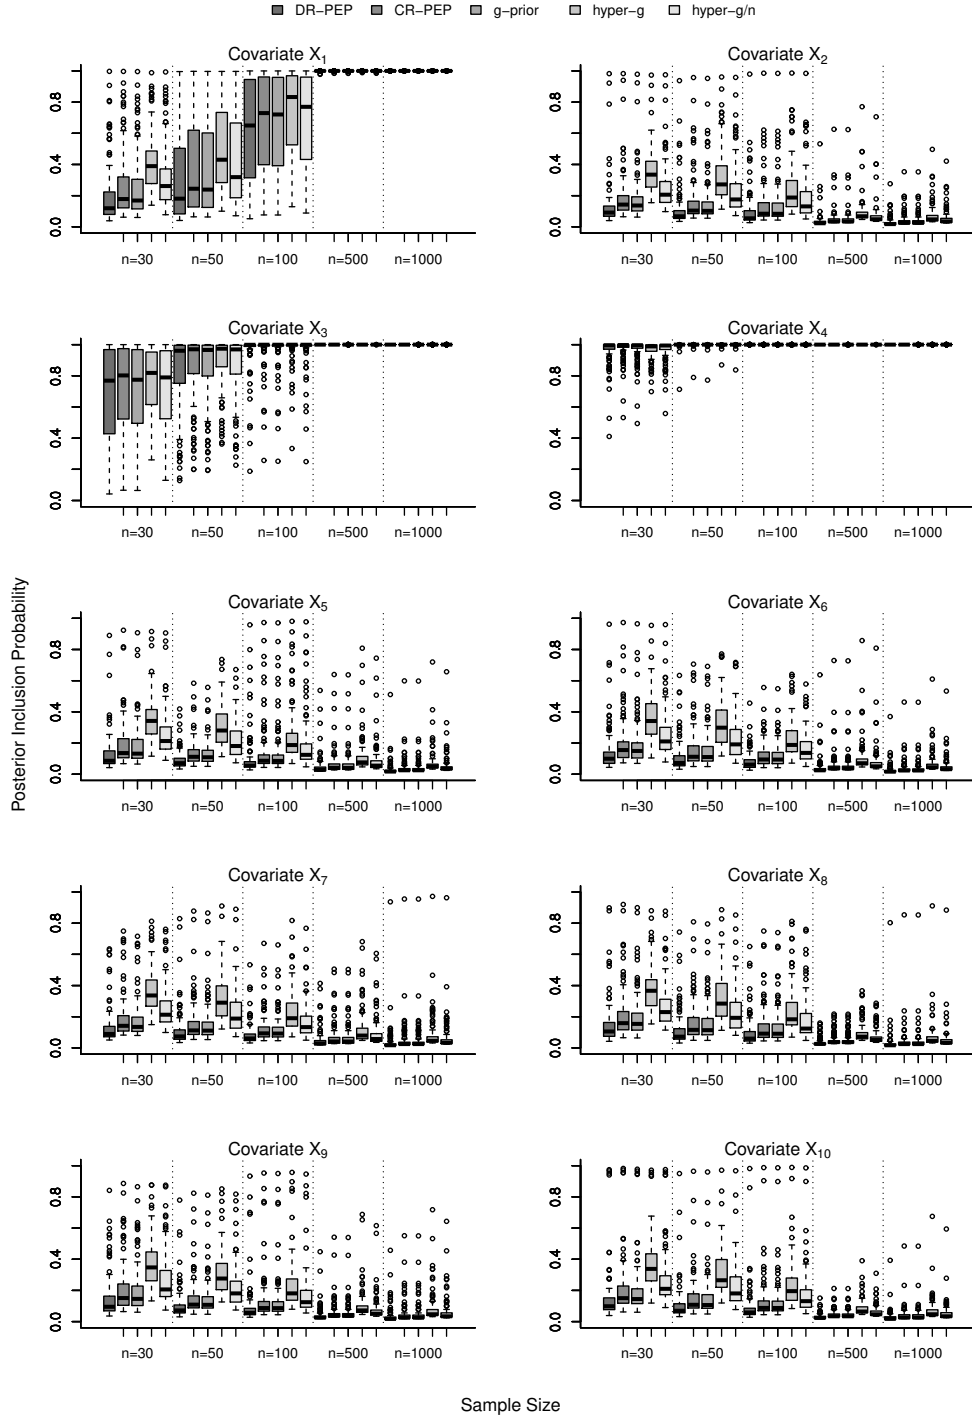 DR−PEP CR−PEP g−prior hyper−g hyper−g/n
Covariate X1
Covariate X2
0.0 0.4 0.8
n=30 n=50 n=100 n=500 n=1000
0.0 0.4 0.8
n=30 n=50 n=100 n=500 n=1000
Covariate X3
Covariate X4
0.0 0.4 0.8
n=30 n=50 n=100 n=500 n=1000
0.0 0.4 0.8
n=30 n=50 n=100 n=500 n=1000
Posterior Inclusion Probability
Covariate X5
Covariate X6
0.0 0.4 0.8
n=30 n=50 n=100 n=500 n=1000
0.0 0.4 0.8
n=30 n=50 n=100 n=500 n=1000
Covariate X7
Covariate X8
0.0 0.4 0.8
n=30 n=50 n=100 n=500 n=1000
0.0 0.4 0.8
n=30 n=50 n=100 n=500 n=1000
Covariate X9
Covariate X10
0.0 0.4 0.8
n=30 n=50 n=100 n=500 n=1000
0.0 0.4 0.8
n=30 n=50 n=100 n=500 n=1000
Sample Size